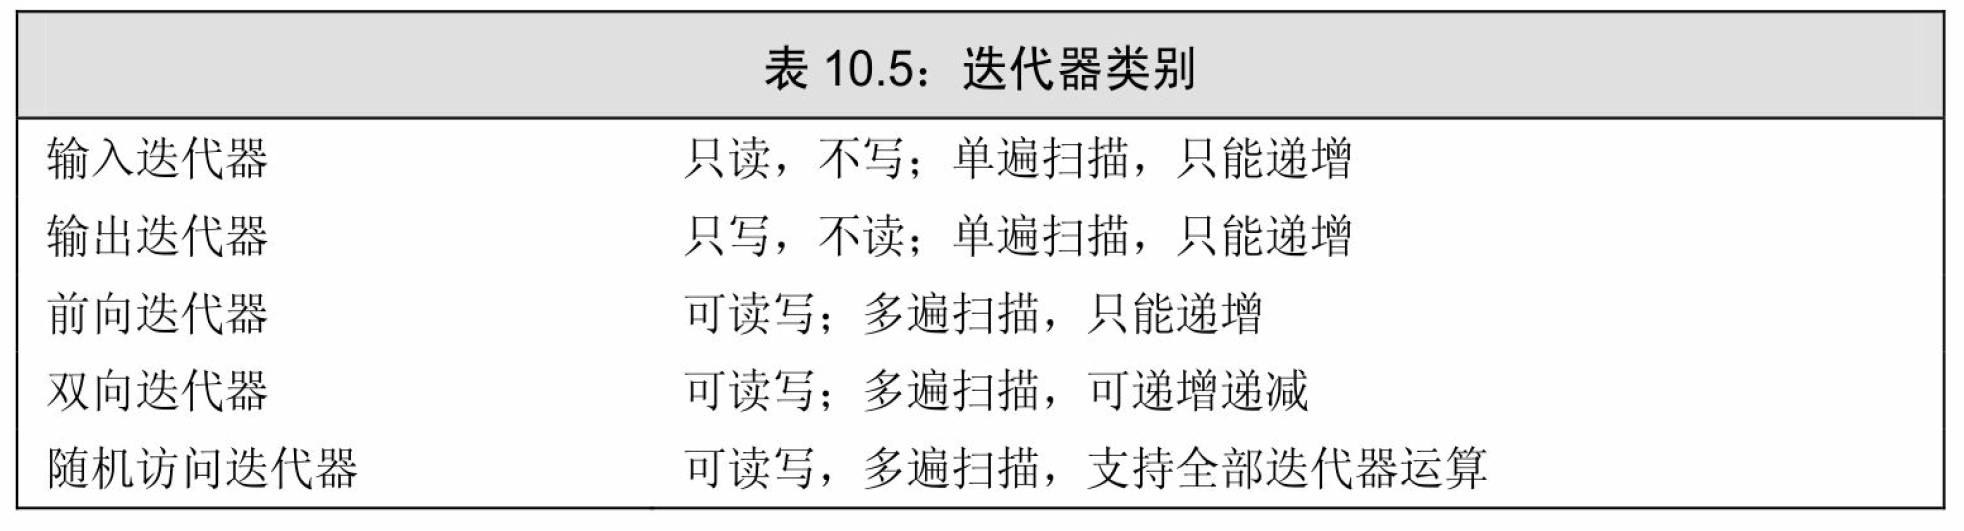 表 10.5：迭代器类别
输入迭代器 只读，不写；单遍扫描，只能递增
输出迭代器 只写，不读；单遍扫描，只能递增
前向迭代器 可读写；多遍扫描，只能递增
双向迭代器 可读写；多遍扫描，可递增递减
随机访问迭代器 可读写，多遍扫描，支持全部迭代器运算